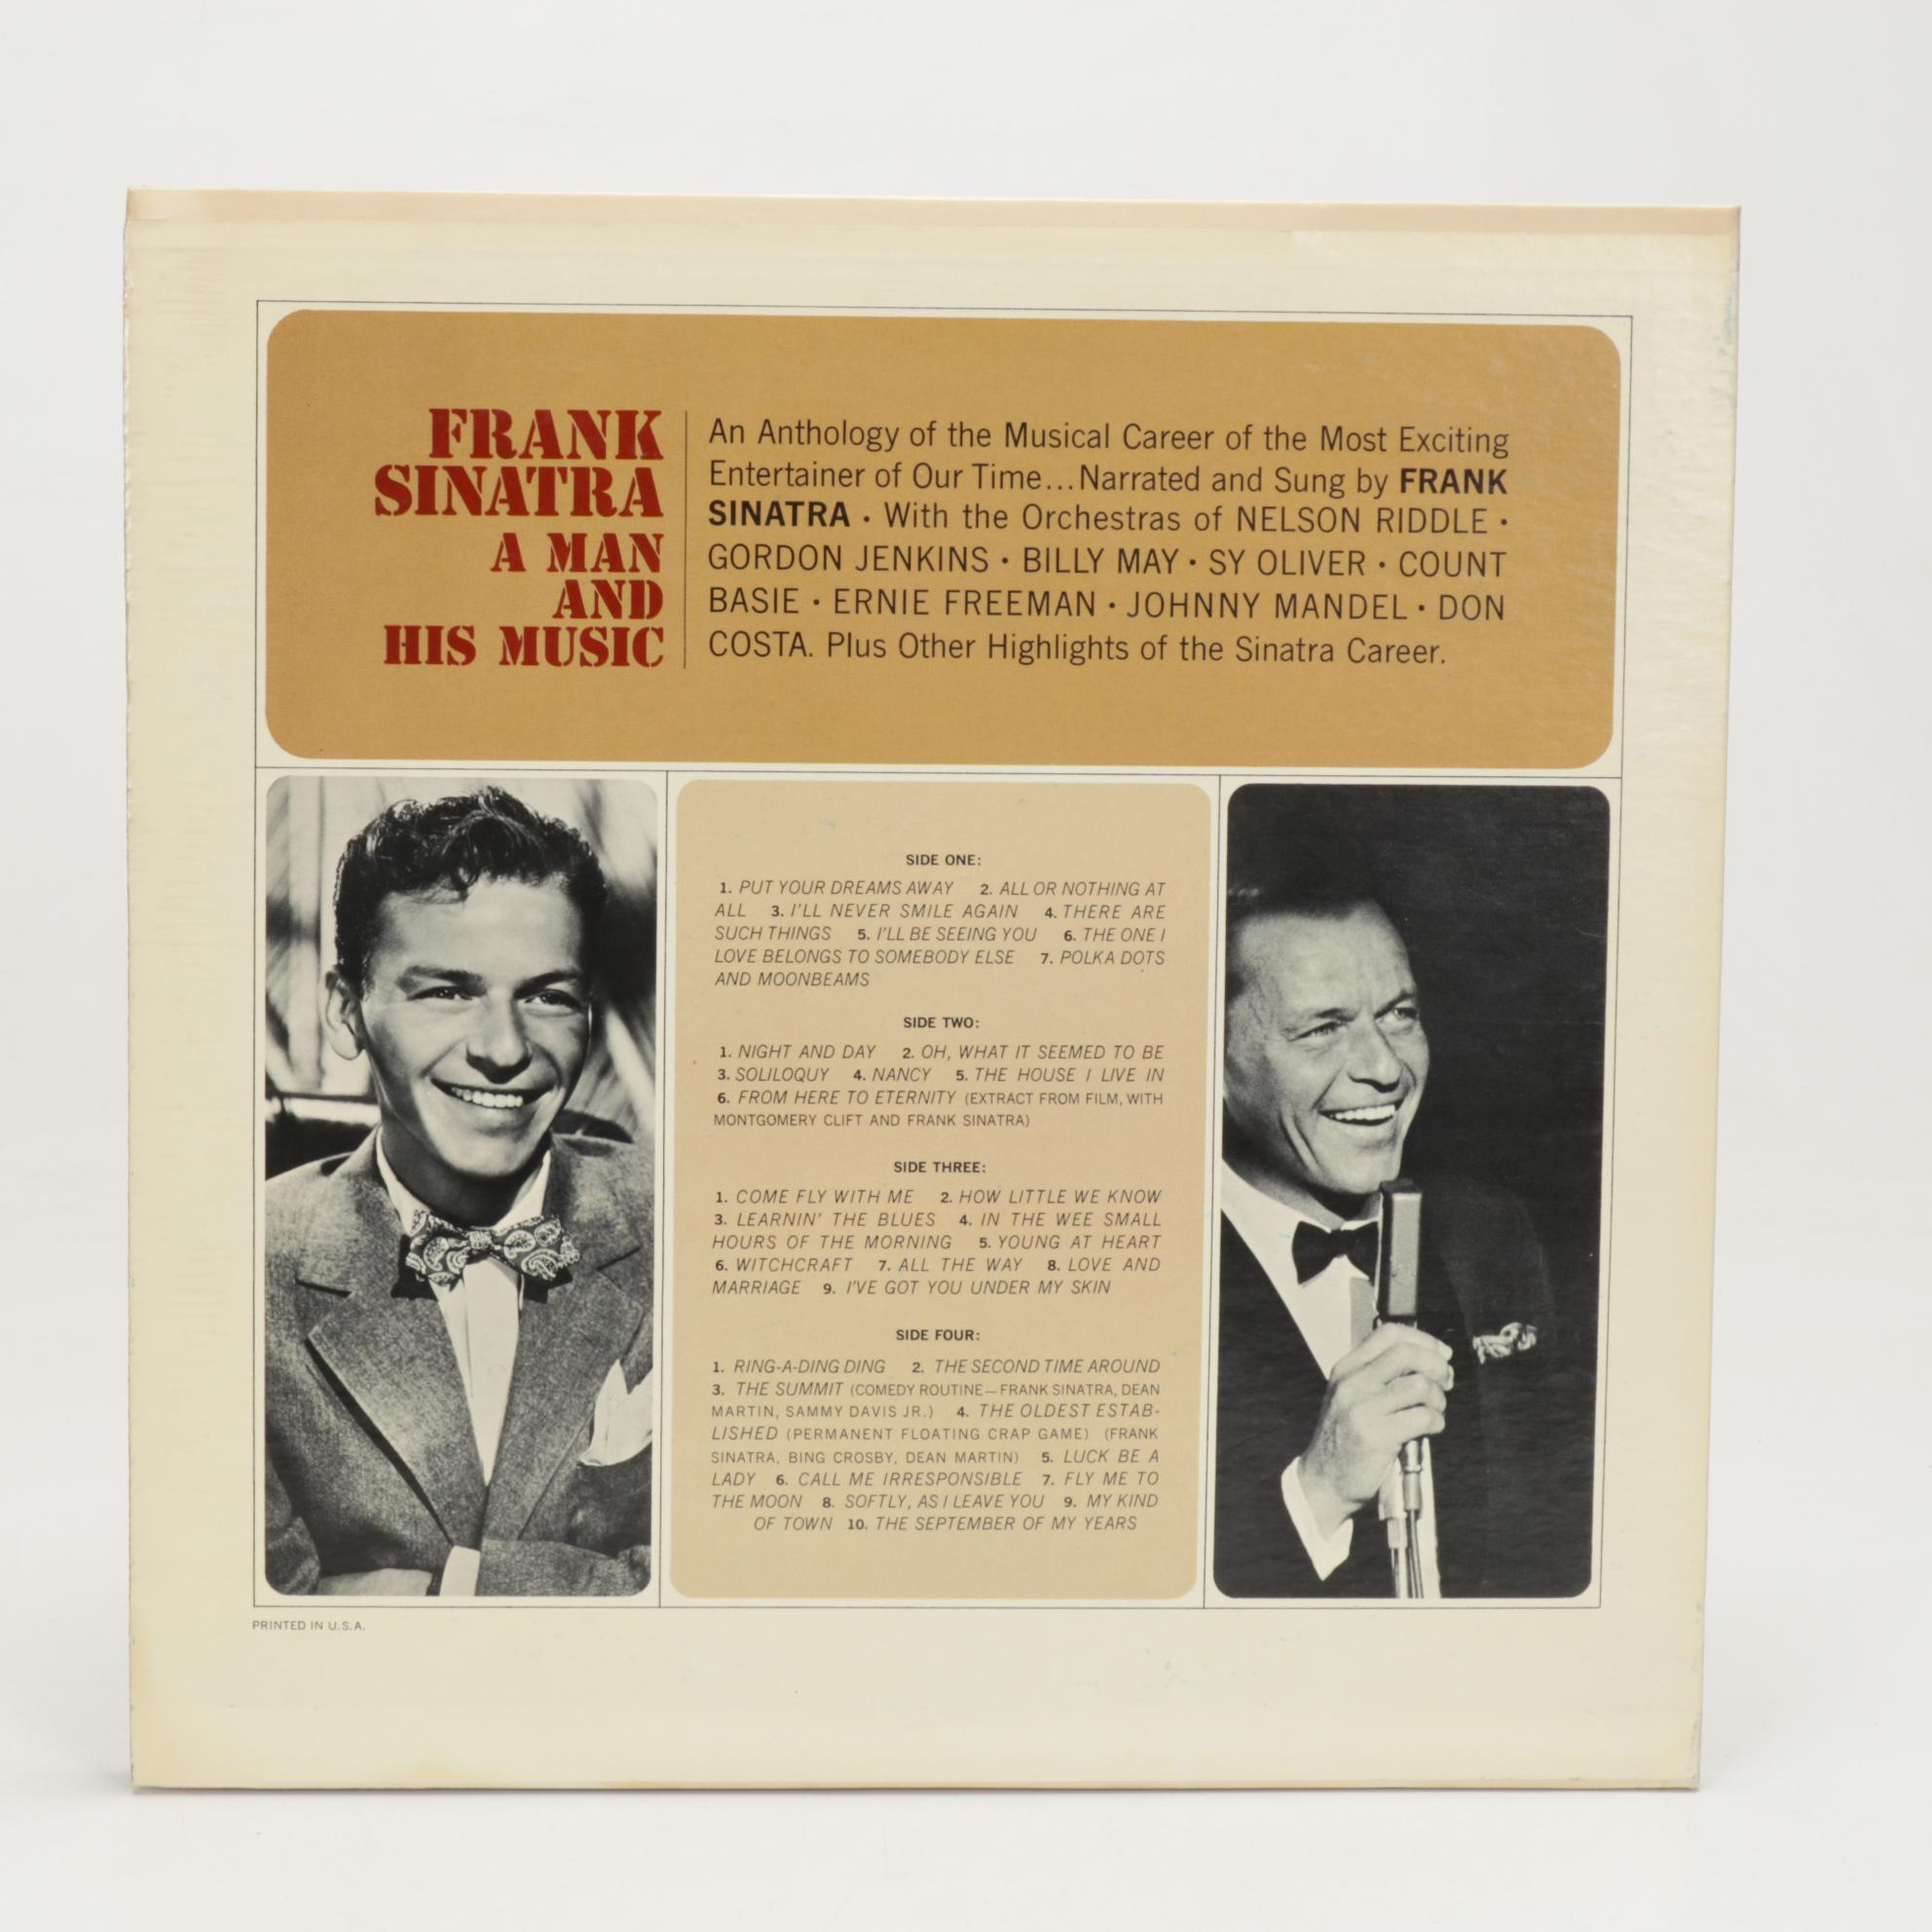 FRANK
SINATRA
A MAN
AND
HIS MUSIC
An Anthology of the Musical Career of the Most Exciting
Entertainer of Our Time...Narrated and Sung by FRANK
SINATRA • With the Orchestras of NELSON RIDDLE •
GORDON JENKINS • BILLY MAY • SY OLIVER • COUNT
BASIE • ERNIE FREEMAN • JOHNNY MANDEL • DON
COSTA. Plus Other Highlights of the Sinatra Career.
SIDE ONE:
1. PUT YOUR DREAMS AWAY 2. ALL OR NOTHING AT
ALL 3. I'LL NEVER SMILE AGAIN 4. THERE ARE
SUCH THINGS 5. I'LL BE SEEING YOU 6. THE ONE I
LOVE BELONGS TO SOMEBODY ELSE 7. POLKA DOTS
AND MOONBEAMS
SIDE TWO:
1. NIGHT AND DAY 2. OH, WHAT IT SEEMED TO BE
3. SOLILOQUY 4. NANCY 5. THE HOUSE I LIVE IN
6. FROM HERE TO ETERNITY (EXTRACT FROM FILM, WITH
MONTGOMERY CLIFT AND FRANK SINATRA)
SIDE THREE:
1. COME FLY WITH ME 2. HOW LITTLE WE KNOW
3. LEARNIN' THE BLUES 4. IN THE WEE SMALL
HOURS OF THE MORNING 5. YOUNG AT HEART
6. WITCHCRAFT 7. ALL THE WAY 8. LOVE AND
MARRIAGE 9. I'VE GOT YOU UNDER MY SKIN
SIDE FOUR:
1. RING-A-DING DING 2. THE SECOND TIME AROUND
3. THE SUMMIT (COMEDY ROUTINE—FRANK SINATRA, DEAN
MARTIN, SAMMY DAVIS JR.) 4. THE OLDEST ESTAB-
LISHED (PERMANENT FLOATING CRAP GAME) (FRANK
SINATRA, BING CROSBY, DEAN MARTIN) 5. LUCK BE A
LADY 6. CALL ME IRRESPONSIBLE 7. FLY ME TO
THE MOON 8. SOFTLY, AS I LEAVE YOU 9. MY KIND
OF TOWN 10. THE SEPTEMBER OF MY YEARS
PRINTED IN U.S.A.